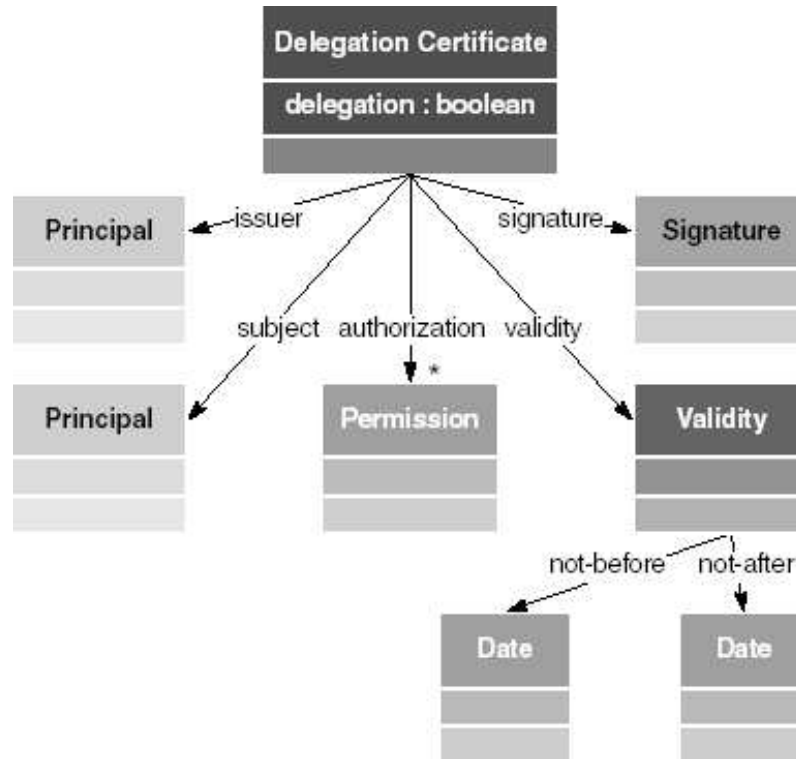 Delegation Certificate
delegation : boolean
Principal
issuer
signature
Signature
subject
authorization
validity
*
Principal
Permission
Validity
not-before
not-after
Date
Date